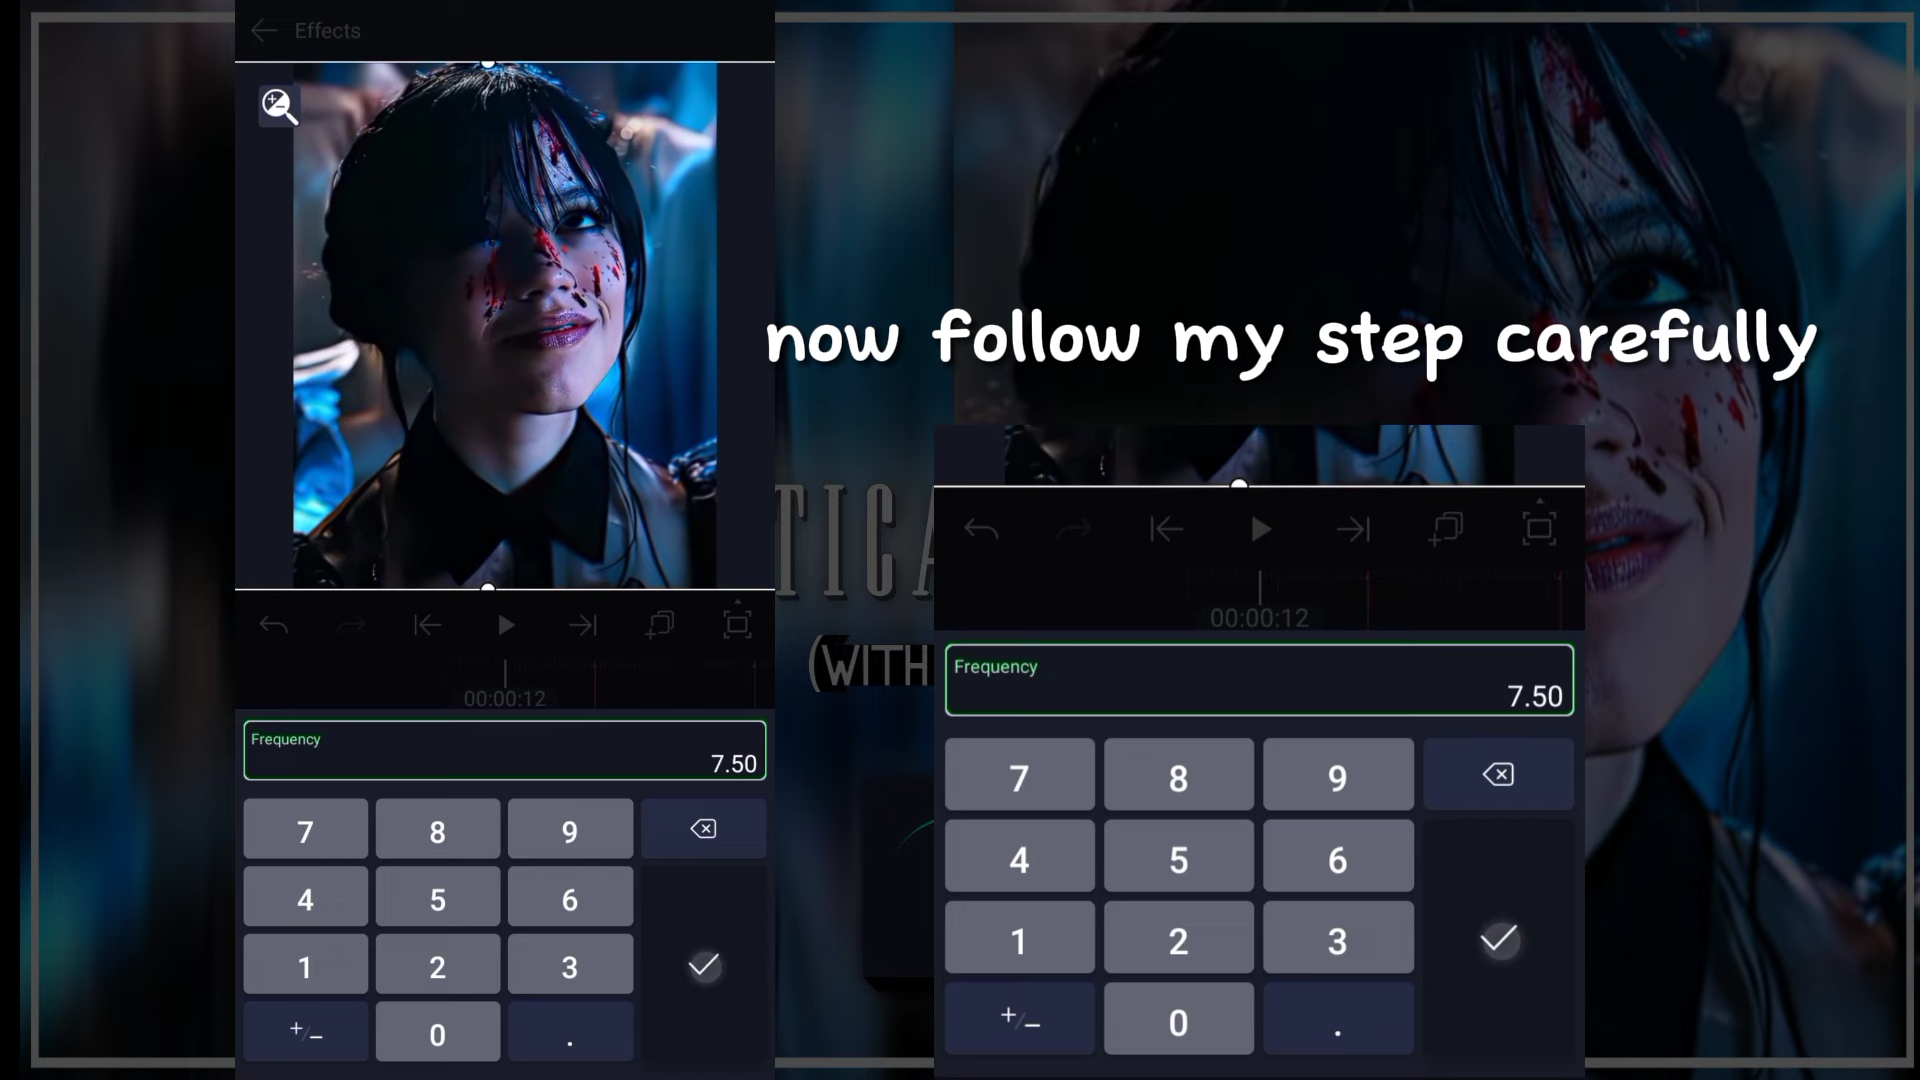 Effects
now follow my step carefully
TICA
(WITH
00:00:12
Frequency
7.50
7 8 9
4 5 6
1 2 3
+/− 0 .
00:00:12
Frequency
7.50
7 8 9
4 5 6
1 2 3
+/− 0 .